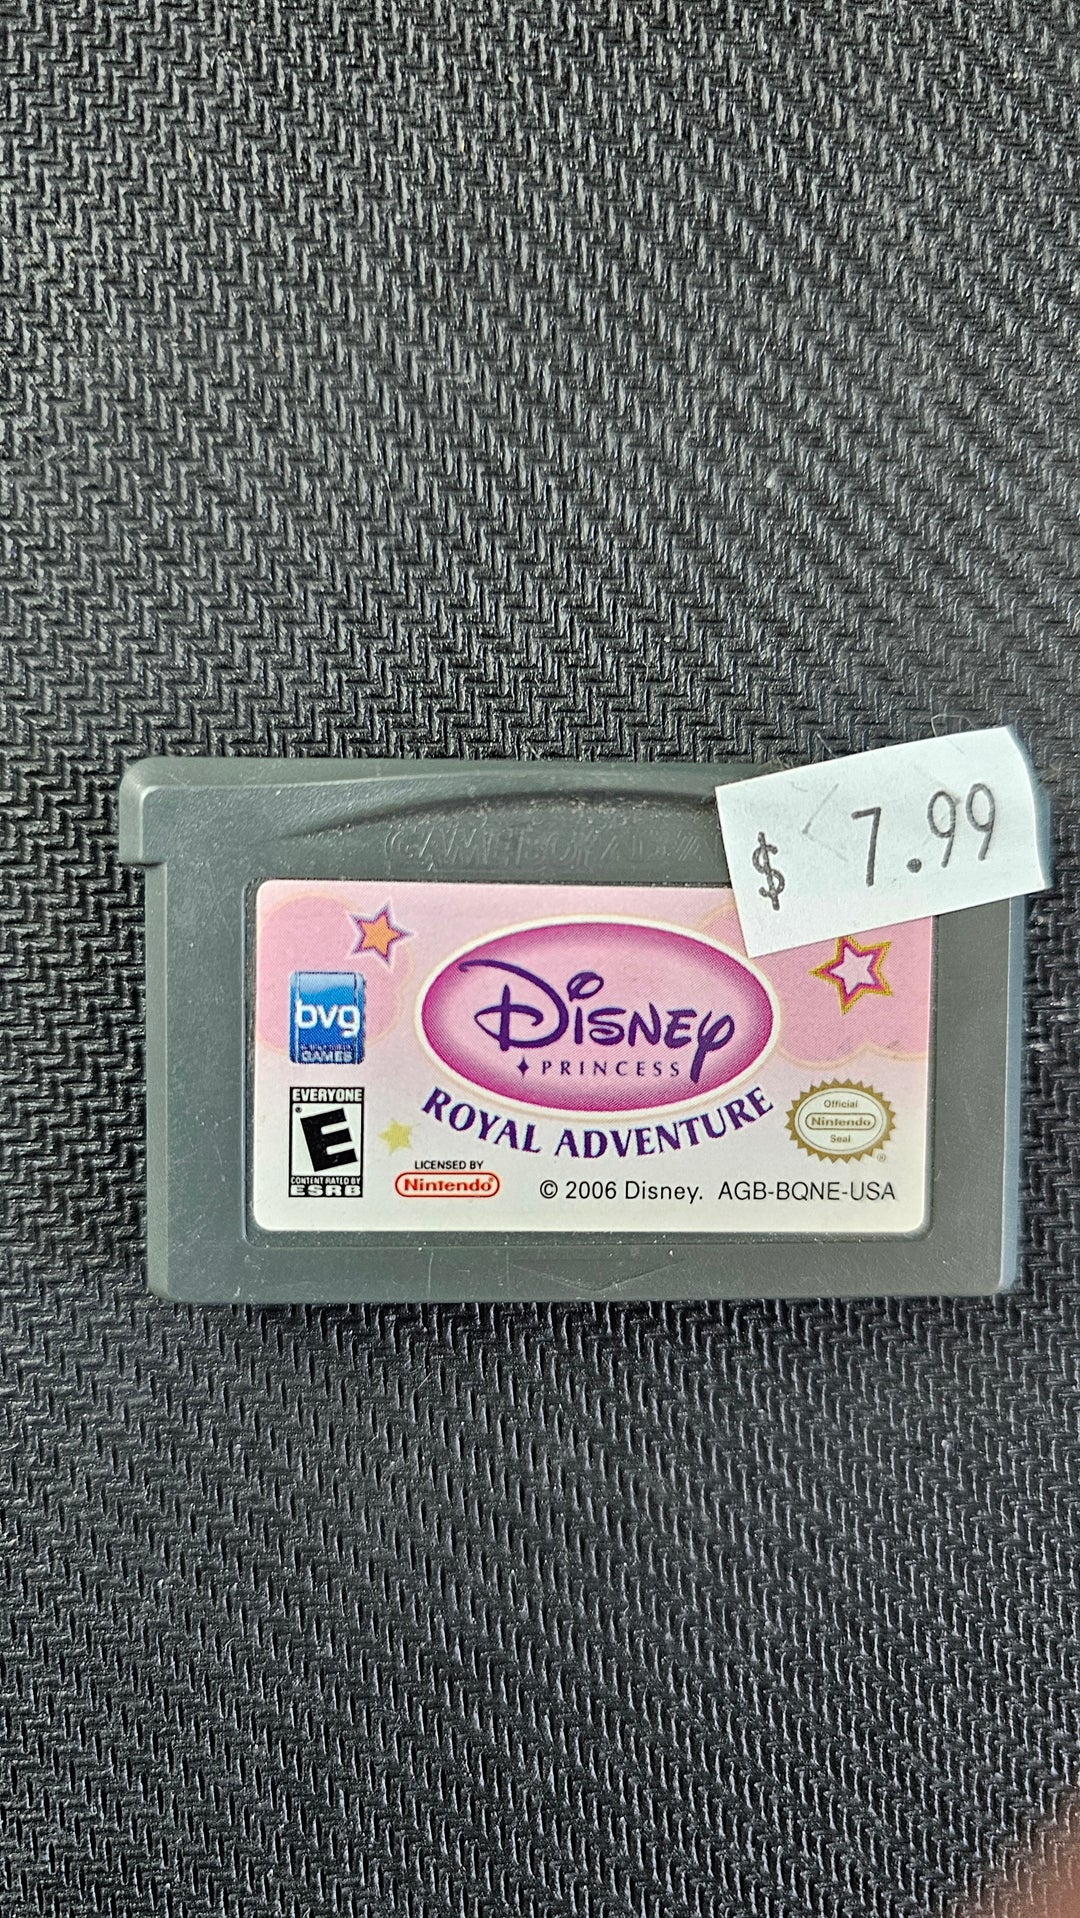 $ 7.99
GAME BOY ADVANCE
bvg
GAMES
Disney
PRINCESS
ROYAL ADVENTURE
EVERYONE
E
CONTENT RATED BY
ESRB
LICENSED BY
Nintendo®
Official
Nintendo
Seal
®
© 2006 Disney. AGB-BQNE-USA